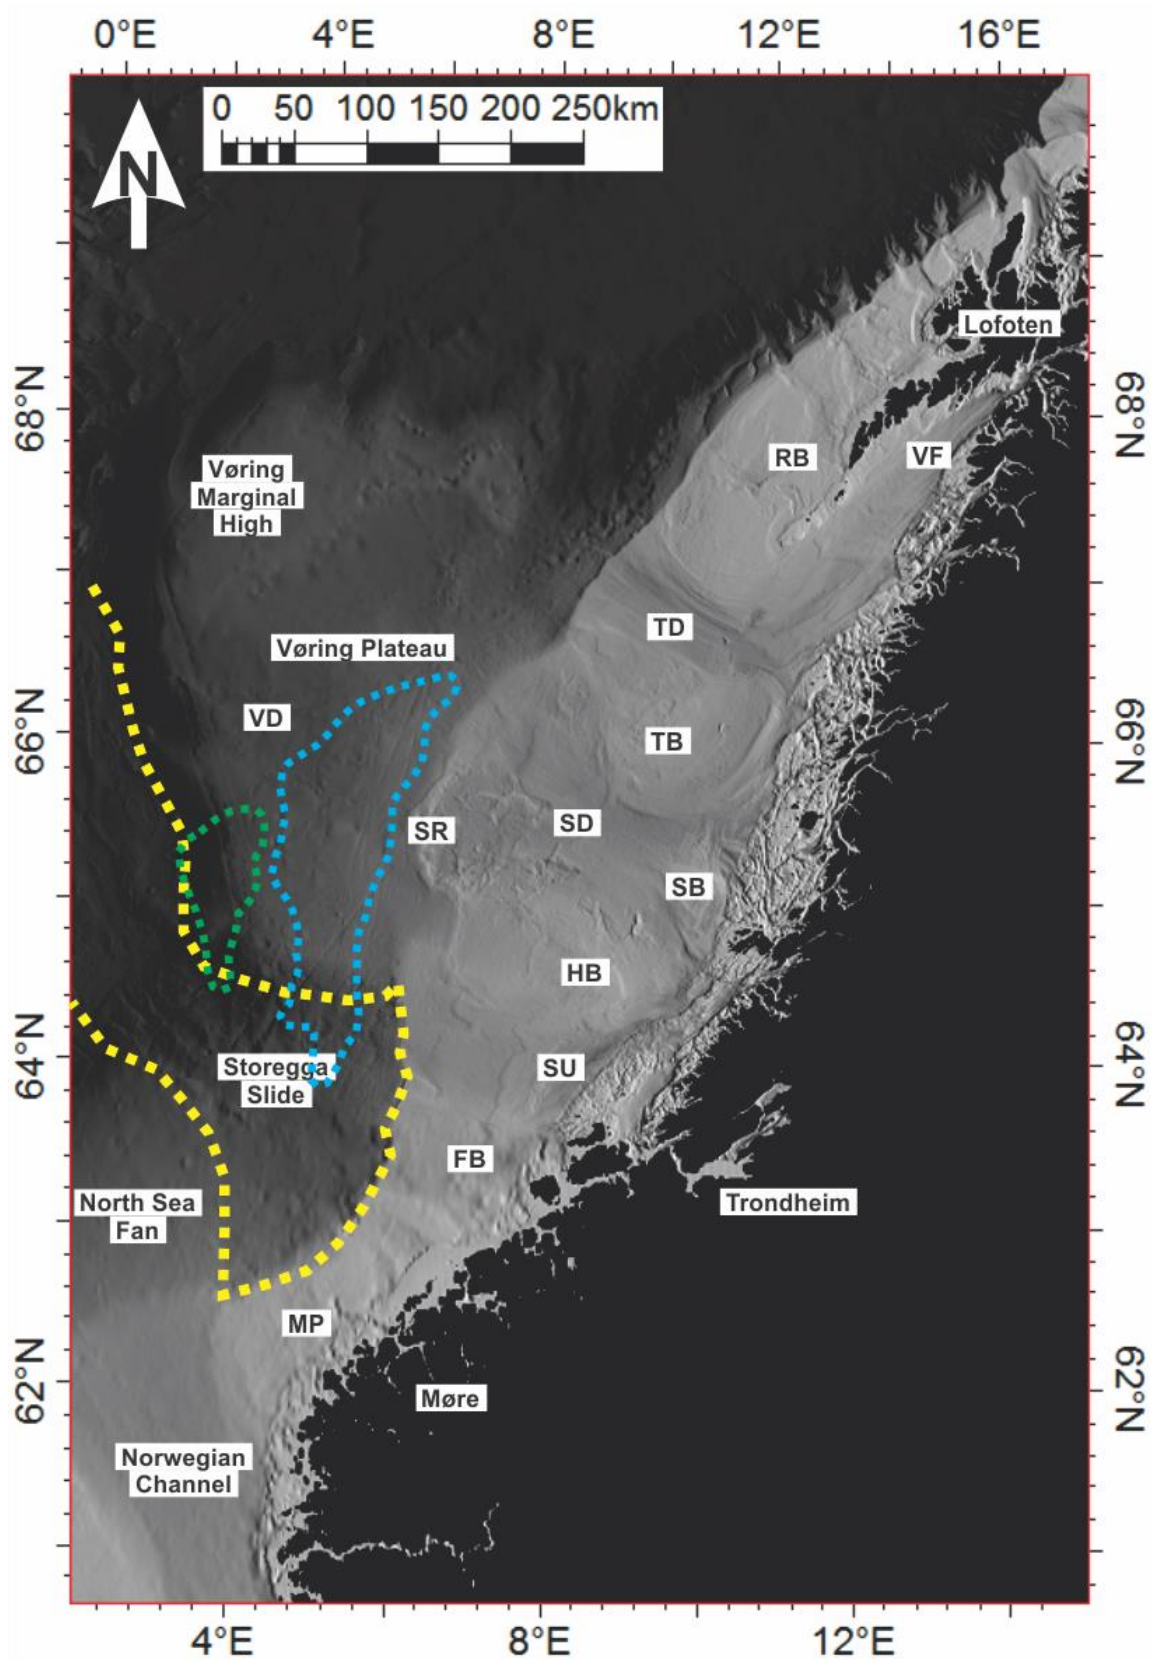 0°E 4°E 8°E 12°E 16°E
0 50 100 150 200 250km
N
Lofoten
68°N
68°N
RB
VF
Vøring
Marginal
High
TD
Vøring Plateau
VD
66°N
66°N
TB
SD
SR
SB
HB
64°N
64°N
SU
Storegga
Slide
FB
North Sea
Fan
Trondheim
MP
62°N
62°N
Møre
Norwegian
Channel
4°E 8°E 12°E